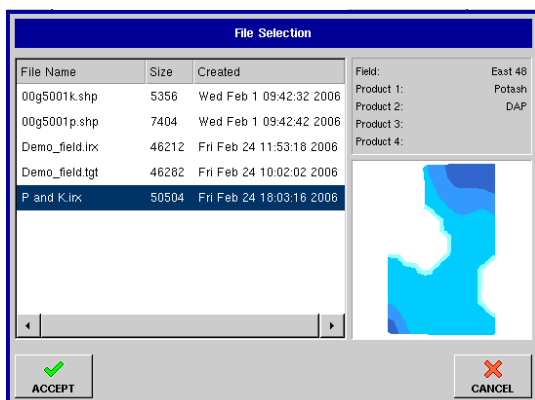 File Selection
File Name Size Created
00g5001k.shp 5356 Wed Feb 1 09:42:32 2006
00g5001p.shp 7404 Wed Feb 1 09:42:42 2006
Demo_field.irx 46212 Fri Feb 24 11:53:18 2006
Demo_field.tgt 46282 Fri Feb 24 10:02:02 2006
P and K.irx 50504 Fri Feb 24 18:03:16 2006
Field: East 48
Product 1: Potash
Product 2: DAP
Product 3:
Product 4:
ACCEPT
CANCEL